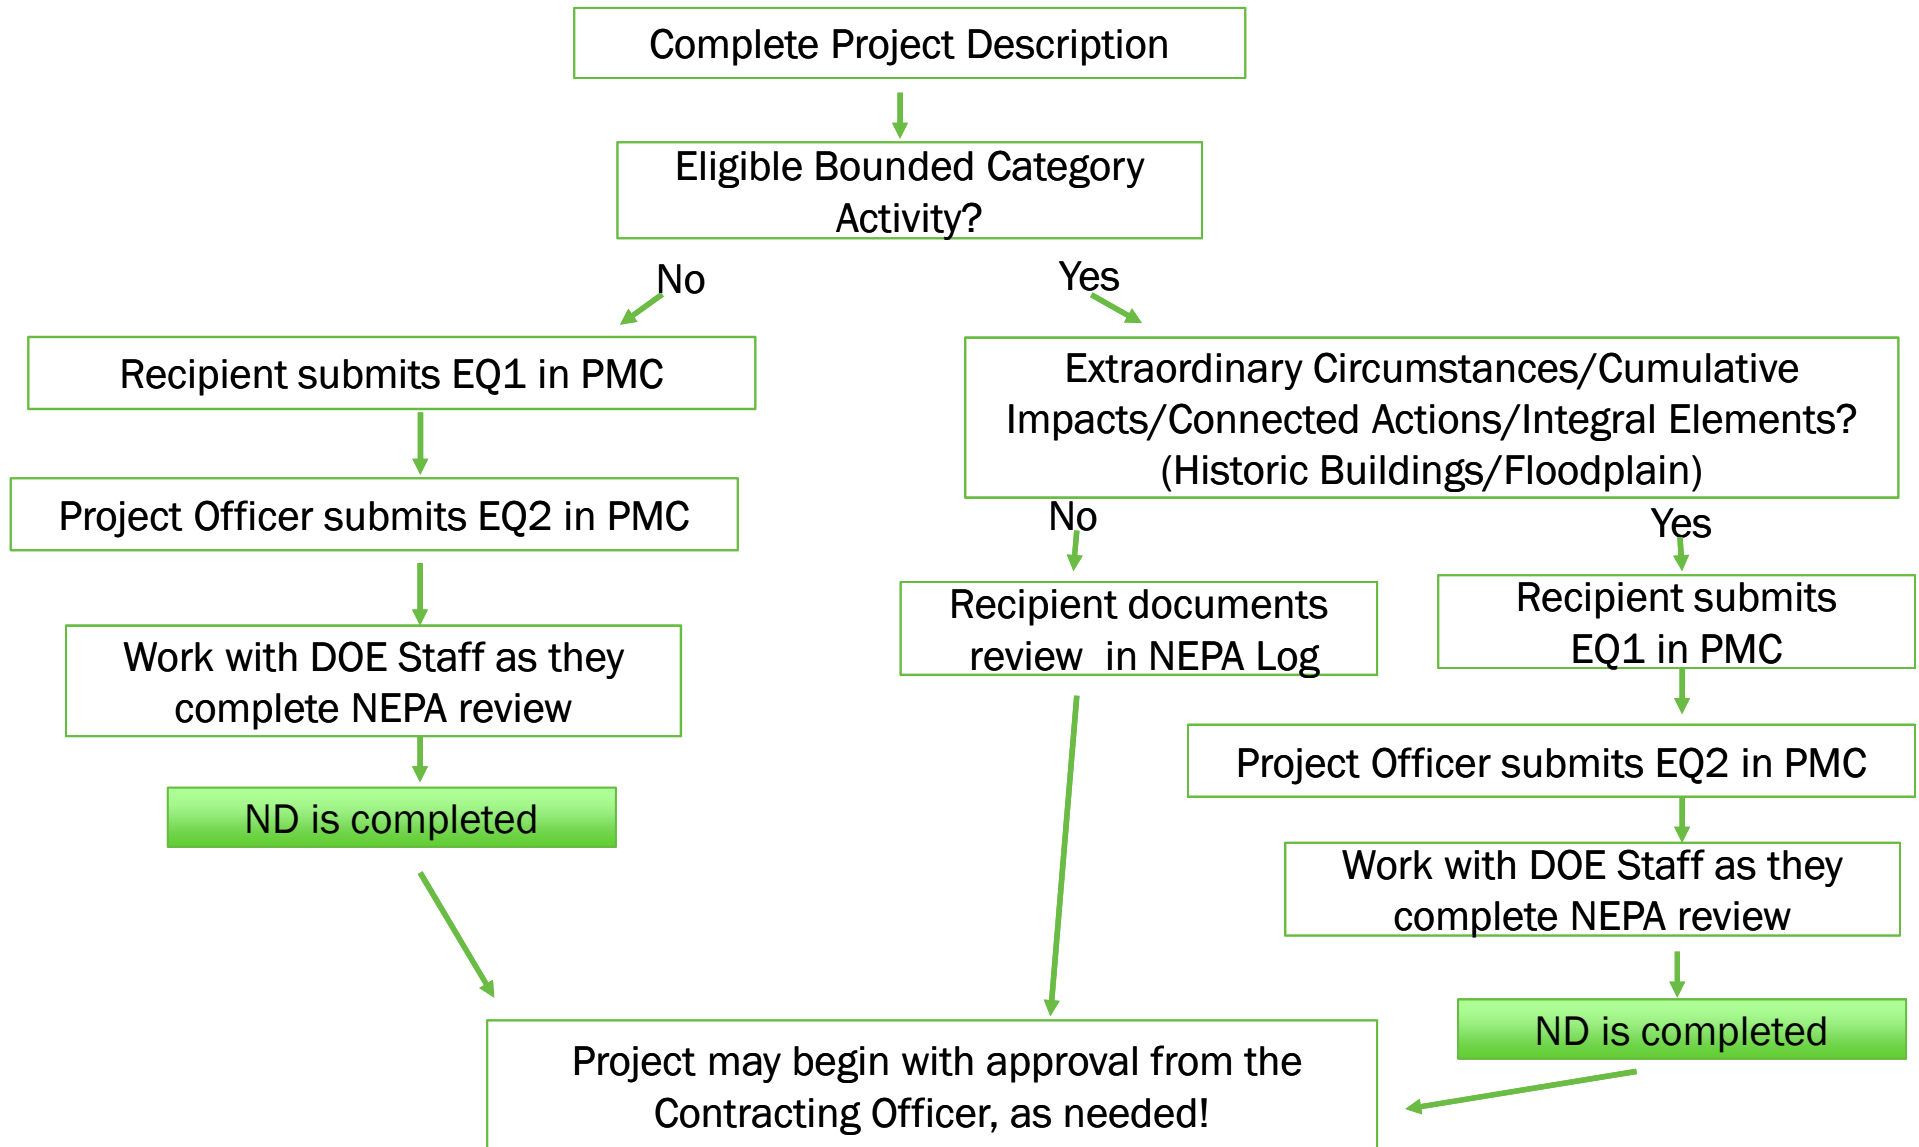 Complete Project Description
Eligible Bounded Category
Activity?
No
Yes
Recipient submits EQ1 in PMC
Project Officer submits EQ2 in PMC
Work with DOE Staff as they
complete NEPA review
ND is completed
Extraordinary Circumstances/Cumulative
Impacts/Connected Actions/Integral Elements?
(Historic Buildings/Floodplain)
No
Yes
Recipient documents
review in NEPA Log
Recipient submits
EQ1 in PMC
Project Officer submits EQ2 in PMC
Work with DOE Staff as they
complete NEPA review
ND is completed
Project may begin with approval from the
Contracting Officer, as needed!